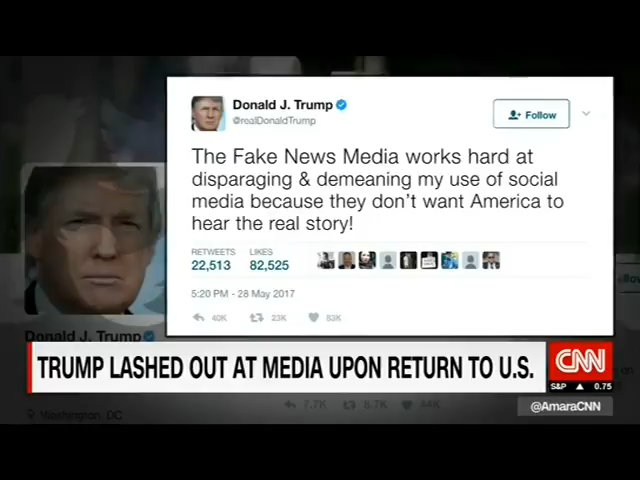 Donald J. Trump
@realDonaldTrump
Follow
The Fake News Media works hard at
disparaging & demeaning my use of social
media because they don't want America to
hear the real story!
RETWEETS LIKES
22,513 82,525
5:20 PM - 28 May 2017
40K 23K 83K
Donald J. Trump
TRUMP LASHED OUT AT MEDIA UPON RETURN TO U.S.
CNN
S&P ▲ 0.75
7.7K 6.7K 44K
@AmaraCNN
Washington, DC